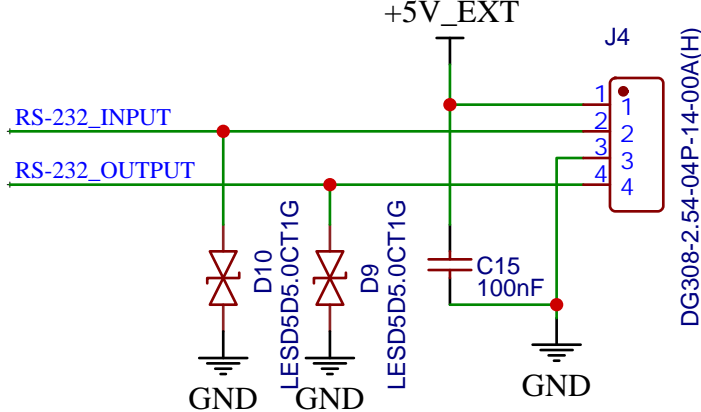 +5V_EXT
J4
DG308-2.54-04P-14-00A(H)
1
1
RS-232_INPUT
2
2
3
3
RS-232_OUTPUT
4
4
D10
LESD5D5.0CT1G
D9
LESD5D5.0CT1G
C15
100nF
GND
GND
GND